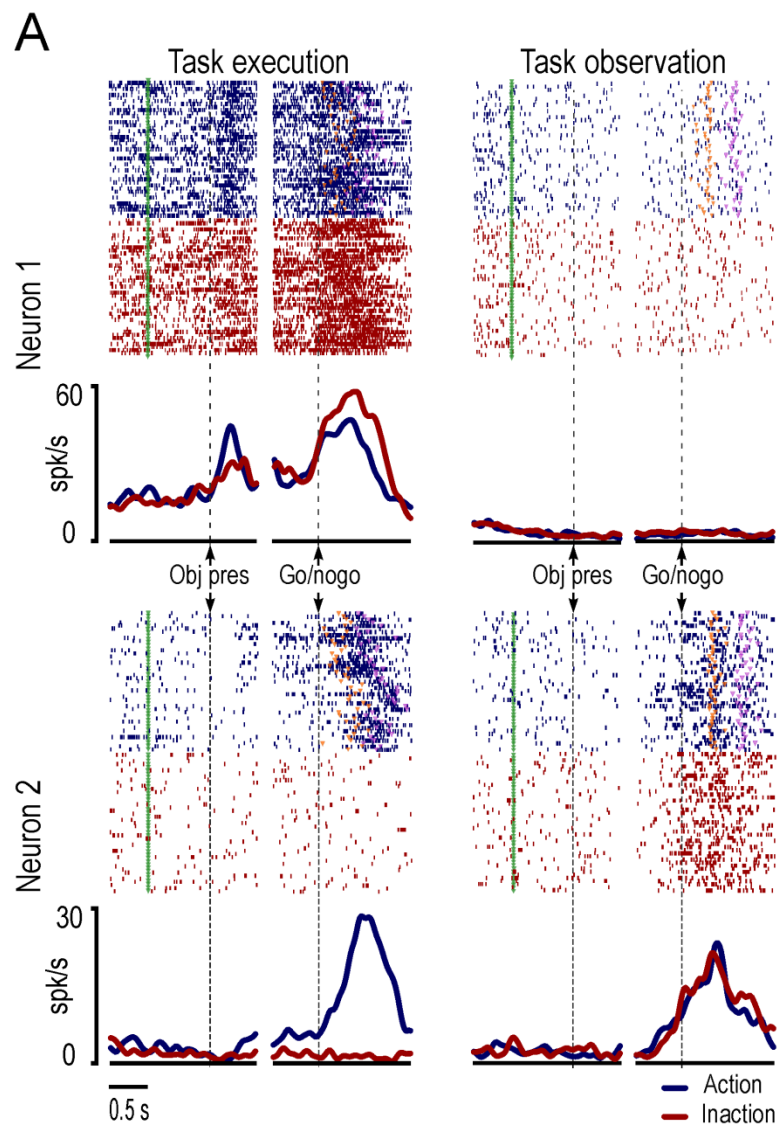 A
Task execution
Task observation
Neuron 1
60
spk/s
0
Obj pres
Go/nogo
Obj pres
Go/nogo
Neuron 2
30
spk/s
0
0.5 s
Action
Inaction